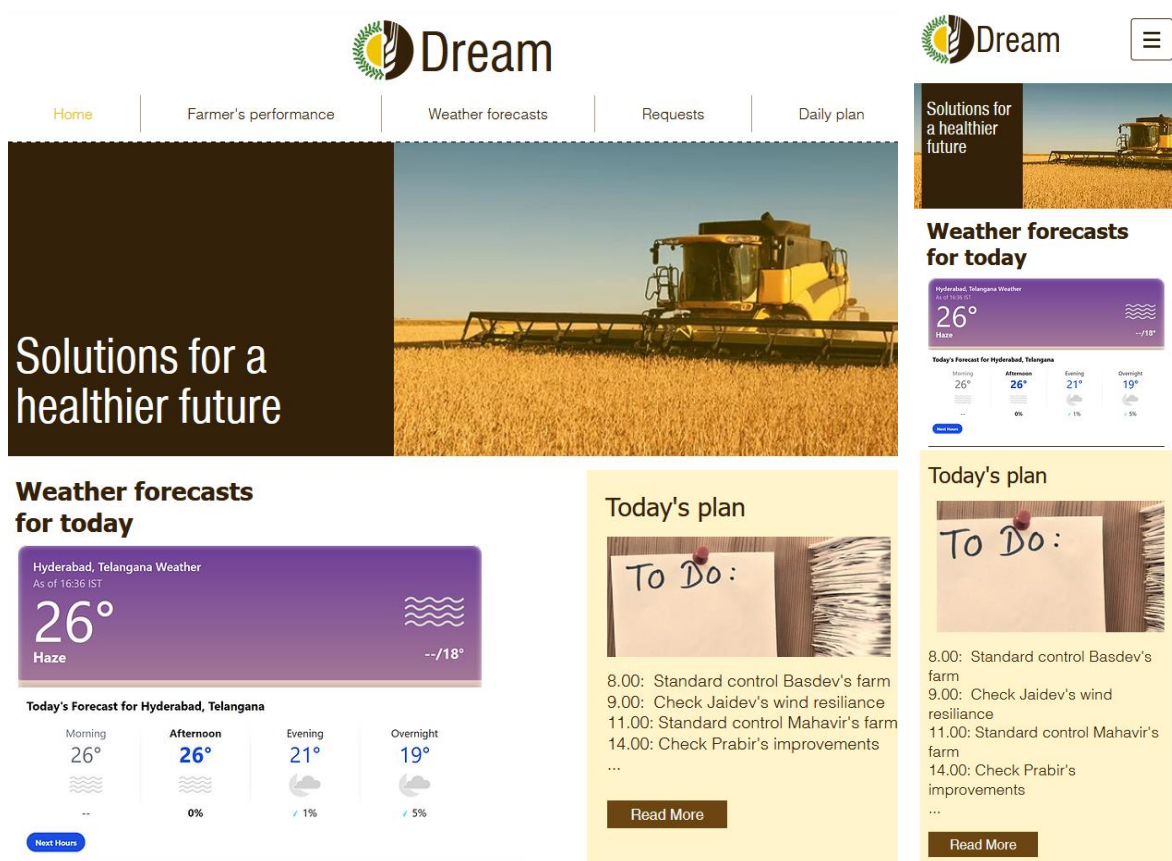 Dream
Home
Farmer's performance
Weather forecasts
Requests
Daily plan
Solutions for a
healthier future
Weather forecasts
for today
Hyderabad, Telangana Weather
As of 16:36 IST
26°
Haze
--/18°
Today's Forecast for Hyderabad, Telangana
Morning
Afternoon
Evening
Overnight
26°
26°
21°
19°
--
0%
1%
5%
Next Hours
Today's plan
TO DO:
8.00:  Standard control Basdev's farm
9.00:  Check Jaidev's wind resiliance
11.00: Standard control Mahavir's farm
14.00: Check Prabir's improvements
...
Read More
Dream
Solutions for
a healthier
future
Weather forecasts
for today
Hyderabad, Telangana Weather
As of 16:36 IST
26°
Haze
--/18°
Today's Forecast for Hyderabad, Telangana
Morning
Afternoon
Evening
Overnight
26°
26°
21°
19°
--
0%
1%
5%
Next Hours
Today's plan
TO DO:
8.00:  Standard control Basdev's
farm
9.00:  Check Jaidev's wind
resiliance
11.00: Standard control Mahavir's
farm
14.00: Check Prabir's
improvements
...
Read More